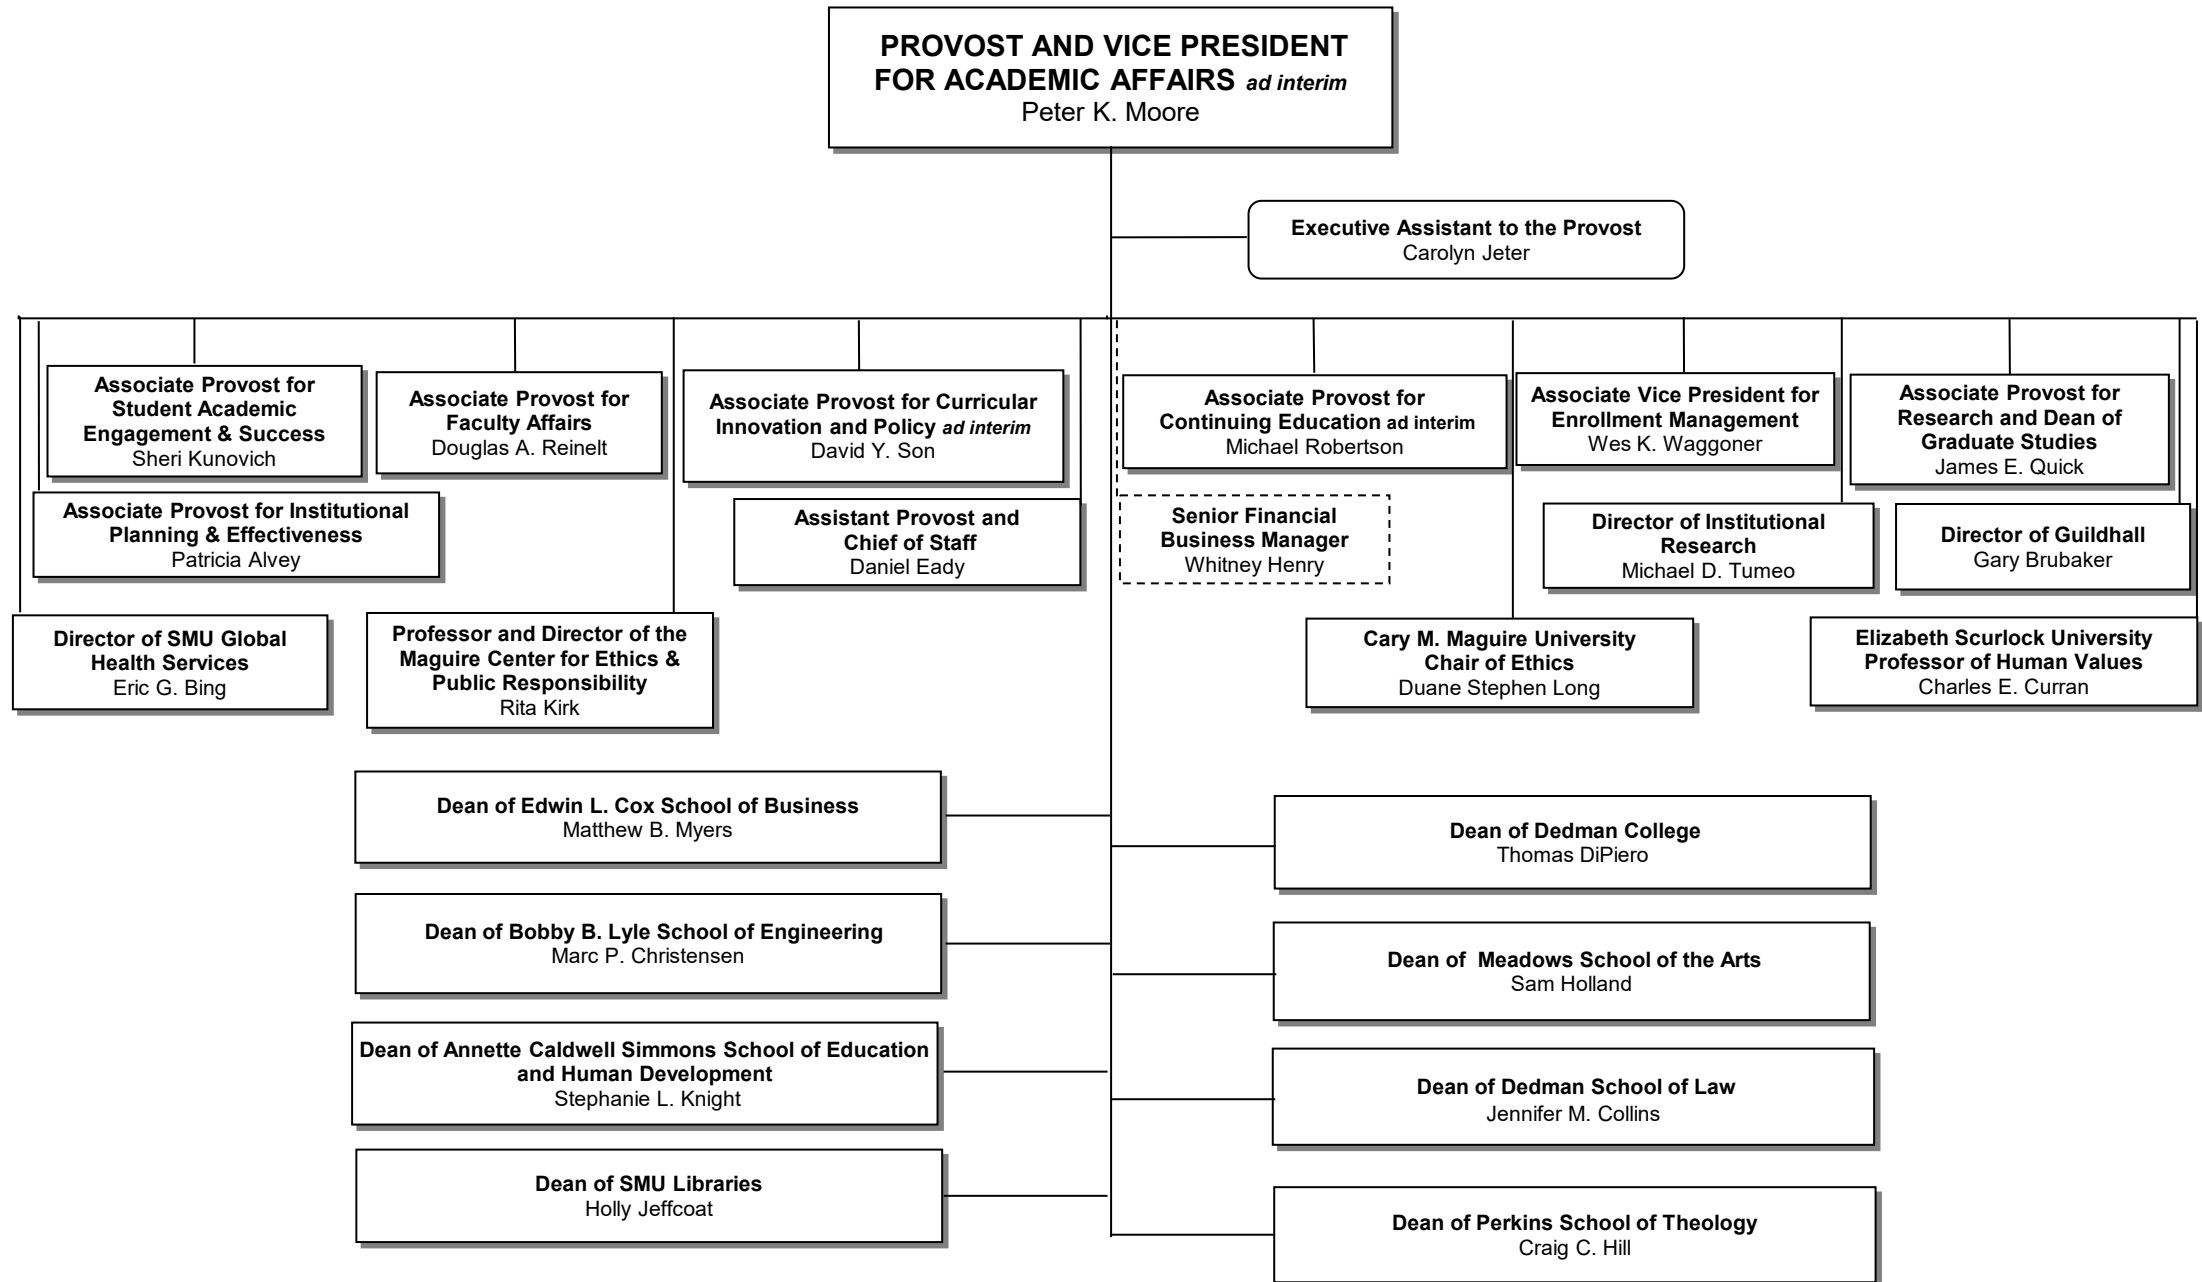 PROVOST AND VICE PRESIDENT
FOR ACADEMIC AFFAIRS ad interim
Peter K. Moore
Executive Assistant to the Provost
Carolyn Jeter
Associate Provost for
Student Academic
Engagement & Success
Sheri Kunovich
Associate Provost for
Faculty Affairs
Douglas A. Reinelt
Associate Provost for Curricular
Innovation and Policy ad interim
David Y. Son
Associate Provost for
Continuing Education ad interim
Michael Robertson
Associate Vice President for
Enrollment Management
Wes K. Waggoner
Associate Provost for
Research and Dean of
Graduate Studies
James E. Quick
Associate Provost for Institutional
Planning & Effectiveness
Patricia Alvey
Assistant Provost and
Chief of Staff
Daniel Eady
Senior Financial
Business Manager
Whitney Henry
Director of Institutional
Research
Michael D. Tumeo
Director of Guildhall
Gary Brubaker
Director of SMU Global
Health Services
Eric G. Bing
Professor and Director of the
Maguire Center for Ethics &
Public Responsibility
Rita Kirk
Cary M. Maguire University
Chair of Ethics
Duane Stephen Long
Elizabeth Scurlock University
Professor of Human Values
Charles E. Curran
Dean of Edwin L. Cox School of Business
Matthew B. Myers
Dean of Dedman College
Thomas DiPiero
Dean of Bobby B. Lyle School of Engineering
Marc P. Christensen
Dean of Meadows School of the Arts
Sam Holland
Dean of Annette Caldwell Simmons School of Education
and Human Development
Stephanie L. Knight
Dean of Dedman School of Law
Jennifer M. Collins
Dean of SMU Libraries
Holly Jeffcoat
Dean of Perkins School of Theology
Craig C. Hill